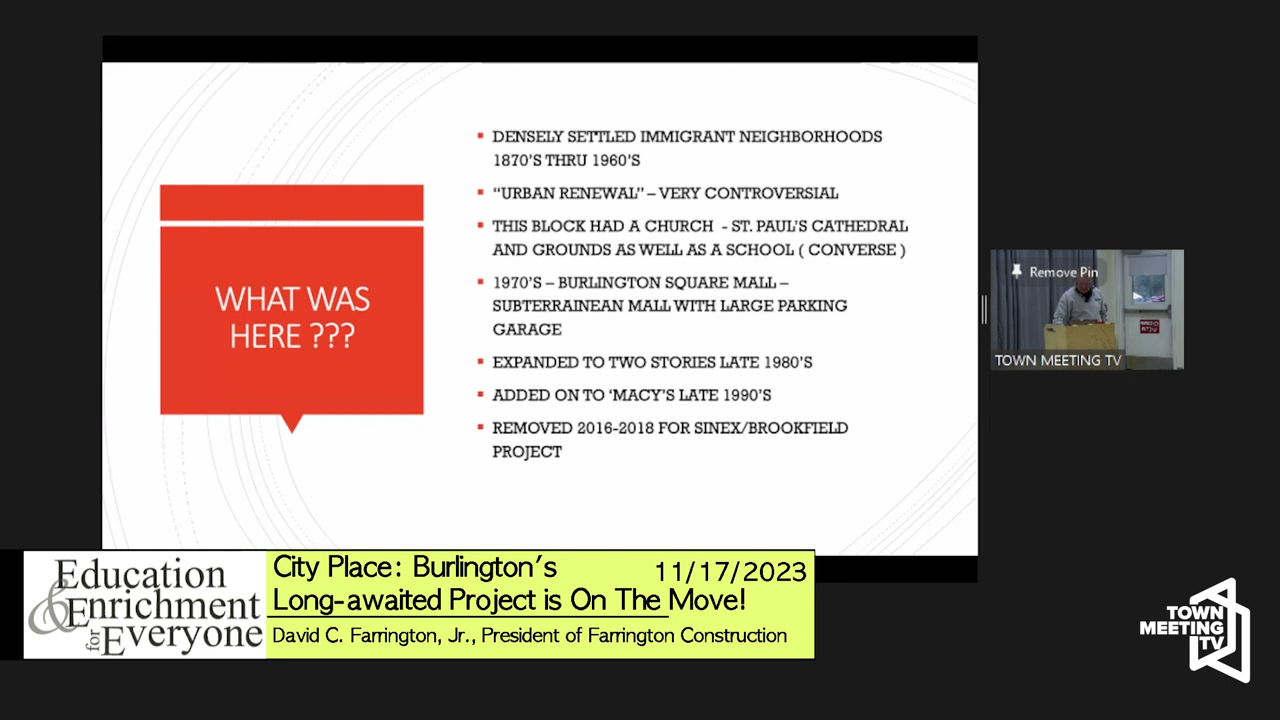 WHAT WAS
HERE ???
▪ DENSELY SETTLED IMMIGRANT NEIGHBORHOODS
1870'S THRU 1960'S
▪ “URBAN RENEWAL” – VERY CONTROVERSIAL
▪ THIS BLOCK HAD A CHURCH - ST. PAUL'S CATHEDRAL
AND GROUNDS AS WELL AS A SCHOOL ( CONVERSE )
▪ 1970'S – BURLINGTON SQUARE MALL –
SUBTERRAINEAN MALL WITH LARGE PARKING
GARAGE
▪ EXPANDED TO TWO STORIES LATE 1980'S
▪ ADDED ON TO ‘MACY'S LATE 1990'S
▪ REMOVED 2016-2018 FOR SINEX/BROOKFIELD
PROJECT
Remove Pin
TOWN MEETING TV
Education
& Enrichment
for Everyone
City Place: Burlington's
11/17/2023
Long-awaited Project is On The Move!
David C. Farrington, Jr., President of Farrington Construction
TOWN
MEETING
TV